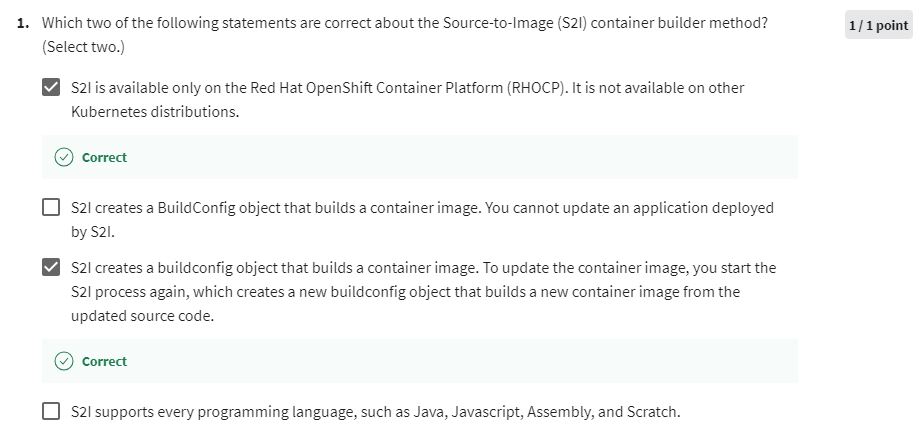 1. Which two of the following statements are correct about the Source-to-Image (S2I) container builder method?
(Select two.)
1 / 1 point
S2I is available only on the Red Hat OpenShift Container Platform (RHOCP). It is not available on other
Kubernetes distributions.
Correct
S2I creates a BuildConfig object that builds a container image. You cannot update an application deployed
by S2I.
S2I creates a buildconfig object that builds a container image. To update the container image, you start the
S2I process again, which creates a new buildconfig object that builds a new container image from the
updated source code.
Correct
S2I supports every programming language, such as Java, Javascript, Assembly, and Scratch.